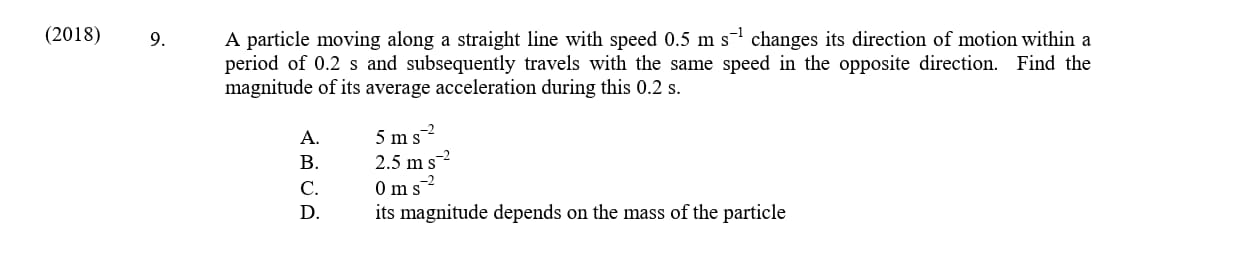 (2018) 9. A particle moving along a straight line with speed 0.5 m s⁻¹ changes its direction of motion within a
period of 0.2 s and subsequently travels with the same speed in the opposite direction. Find the
magnitude of its average acceleration during this 0.2 s.
A. 5 m s⁻²
B. 2.5 m s⁻²
C. 0 m s⁻²
D. its magnitude depends on the mass of the particle